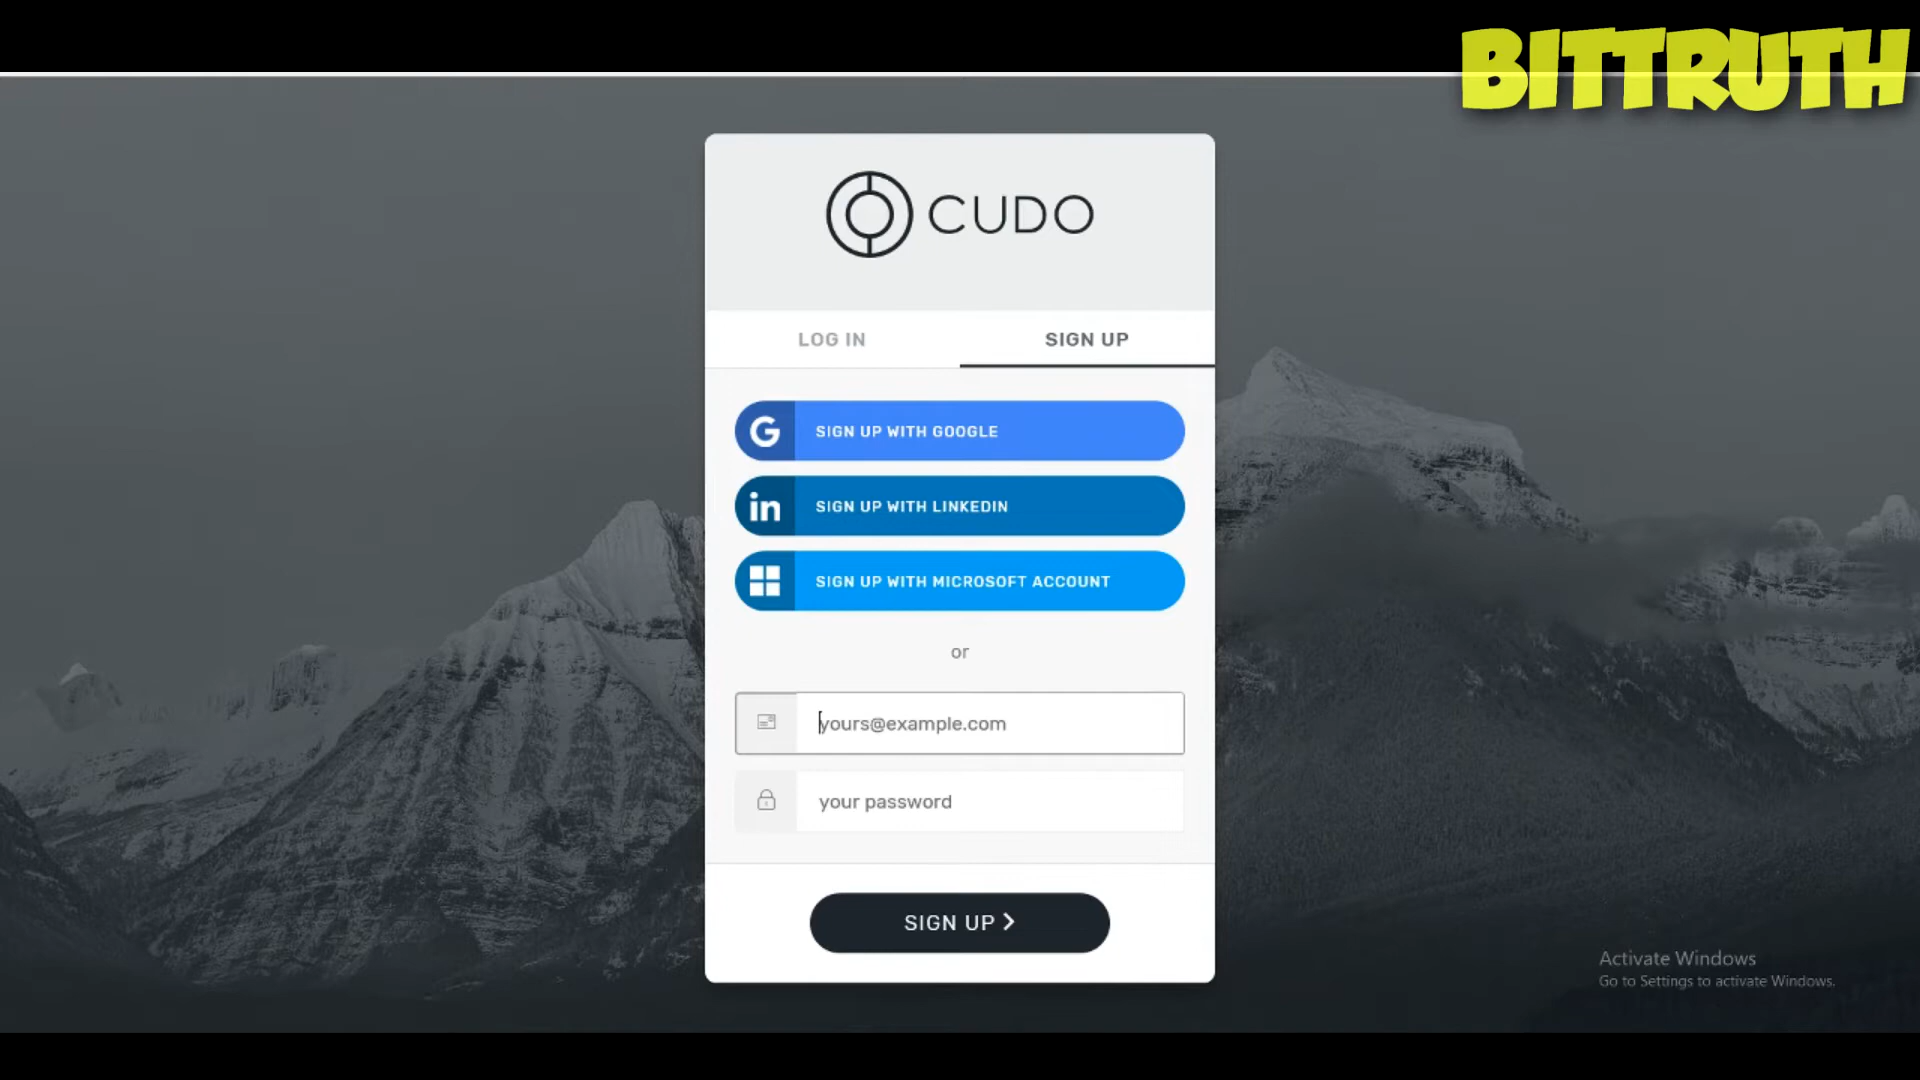 BITTRUTH
CUDO
LOG IN
SIGN UP
SIGN UP WITH GOOGLE
in
SIGN UP WITH LINKEDIN
SIGN UP WITH MICROSOFT ACCOUNT
or
yours@example.com
your password
SIGN UP
Activate Windows
Go to Settings to activate Windows.